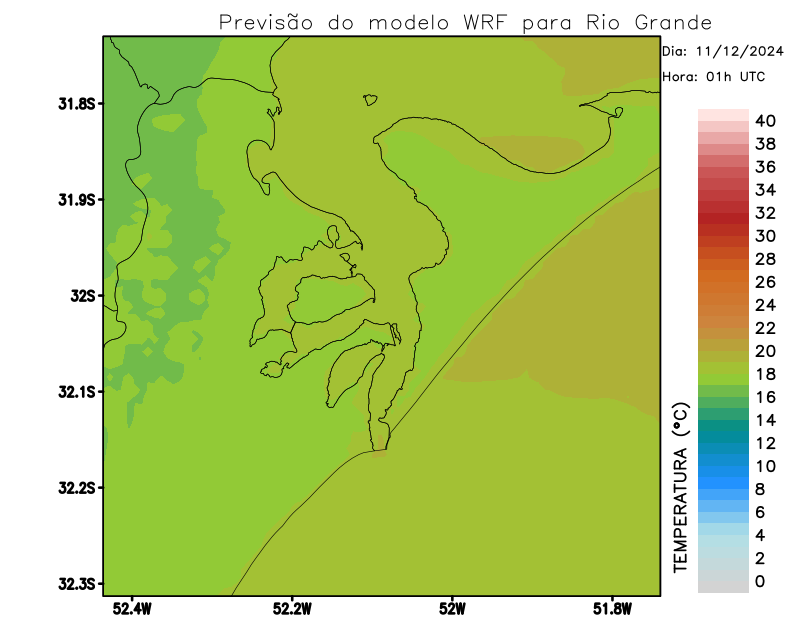 Previsão do modelo WRF para Rio Grande
Dia: 11/12/2024
Hora: 01h UTC
31.8S
31.9S
32S
32.1S
32.2S
32.3S
52.4W
52.2W
52W
51.8W
40
38
36
34
32
30
28
26
24
22
20
18
16
14
12
10
8
6
4
2
0
TEMPERATURA (°C)